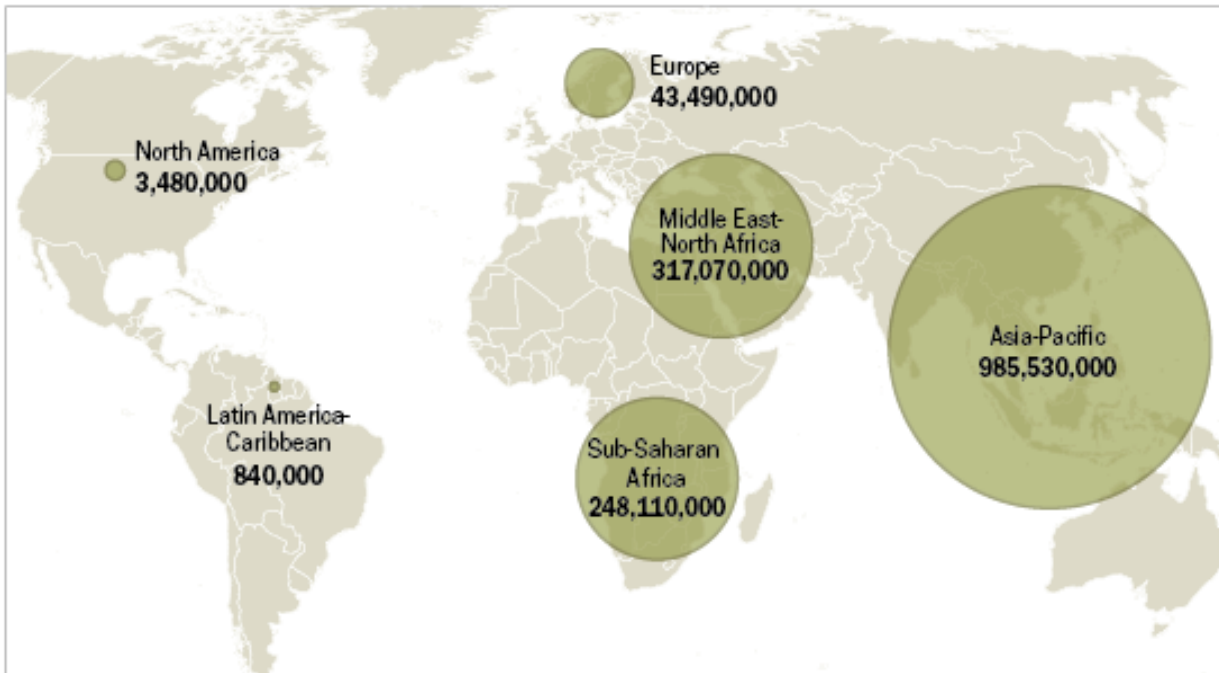 Europe
43,490,000
North America
3,480,000
Middle East-
North Africa
317,070,000
Asia-Pacific
985,530,000
Latin America-
Caribbean
840,000
Sub-Saharan
Africa
248,110,000